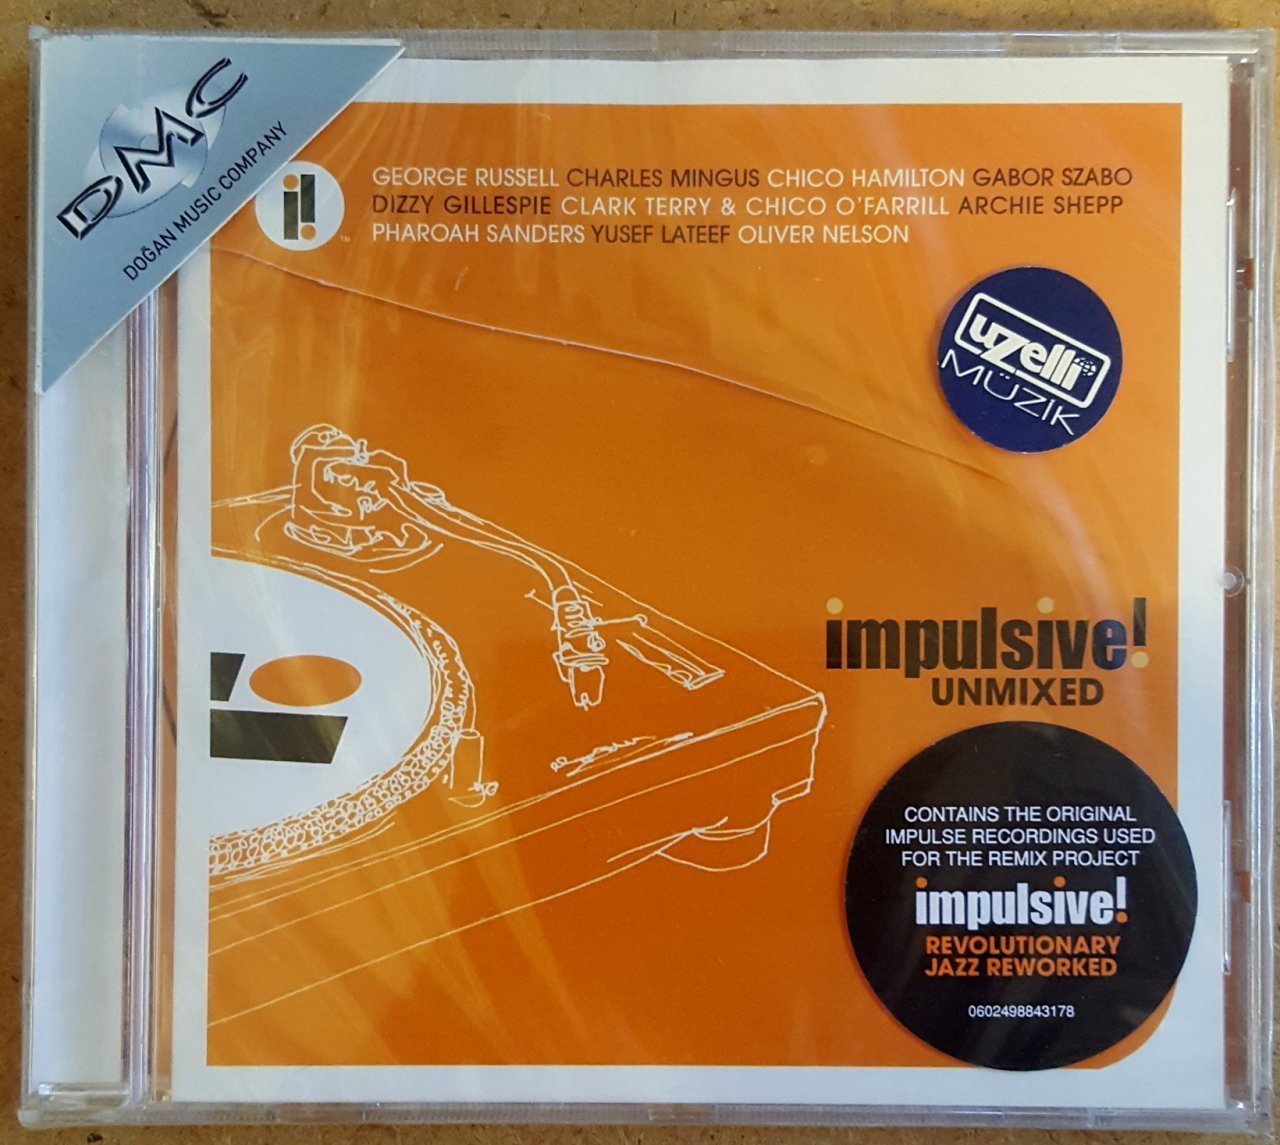 DMC
DOĞAN MUSIC COMPANY
i!™
GEORGE RUSSELL CHARLES MINGUS CHICO HAMILTON GABOR SZABO
DIZZY GILLESPIE CLARK TERRY & CHICO O'FARRILL ARCHIE SHEPP
PHAROAH SANDERS YUSEF LATEEF OLIVER NELSON
uzelli
MÜZİK
impulsive!
UNMIXED
CONTAINS THE ORIGINAL
IMPULSE RECORDINGS USED
FOR THE REMIX PROJECT
impulsive!
REVOLUTIONARY
JAZZ REWORKED
0602498843178